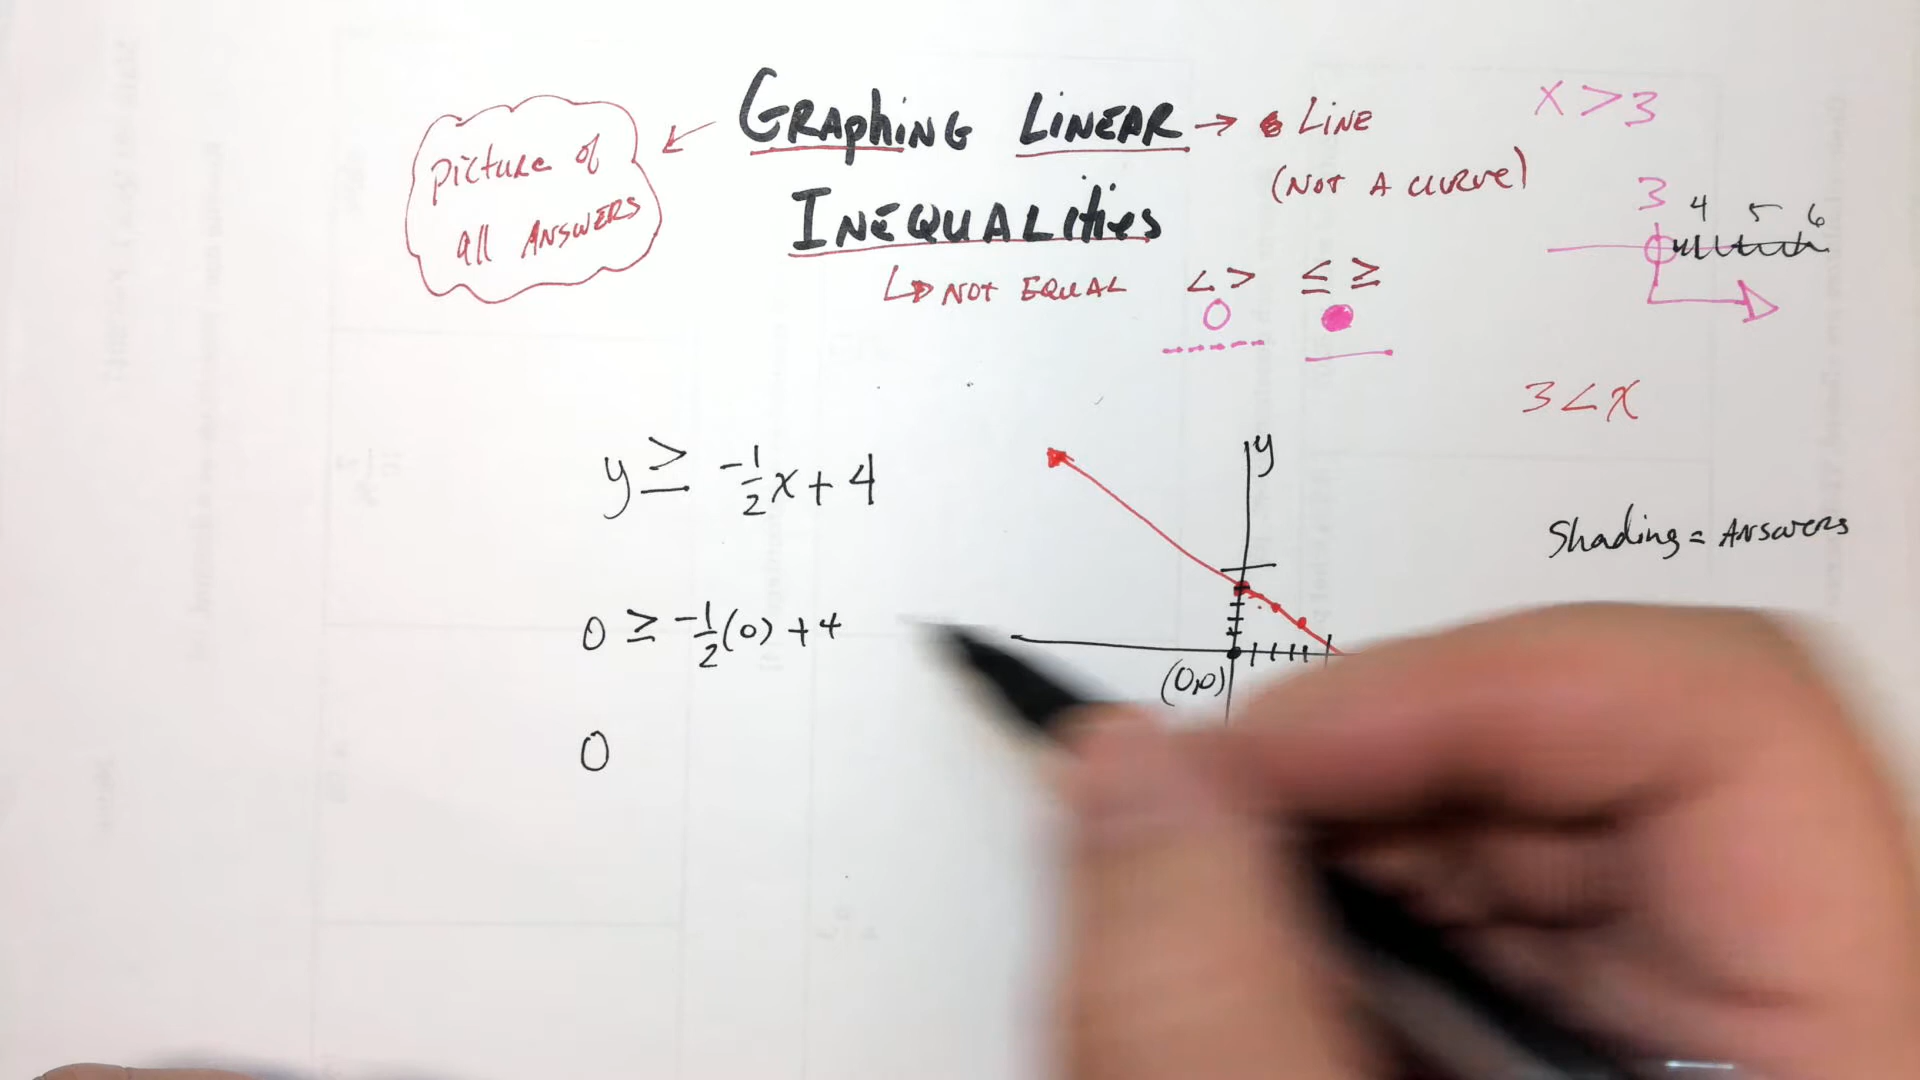 GRAPHING LINEAR → LINE
(NOT A CURVE)
INEQUALITIES
picture of
all ANSWERS
NOT EQUAL < > ≤ ≥
x > 3
3 4 5 6
3 < x
y ≥ -1/2 x + 4
y
Shading = ANSWERS
0 ≥ -1/2 (0) + 4
(0,0)
0